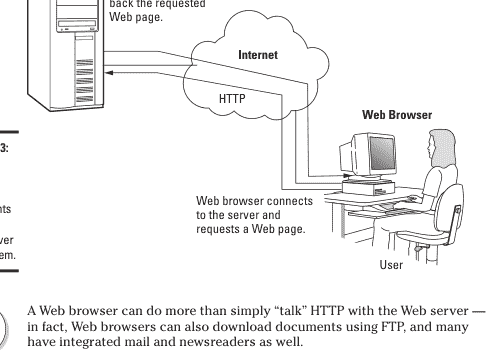 back the requested
Web page.
Internet
HTTP
Web Browser
3:
nts
ver
em.
Web browser connects
to the server and
requests a Web page.
User
A Web browser can do more than simply “talk” HTTP with the Web server —
in fact, Web browsers can also download documents using FTP, and many
have integrated mail and newsreaders as well.